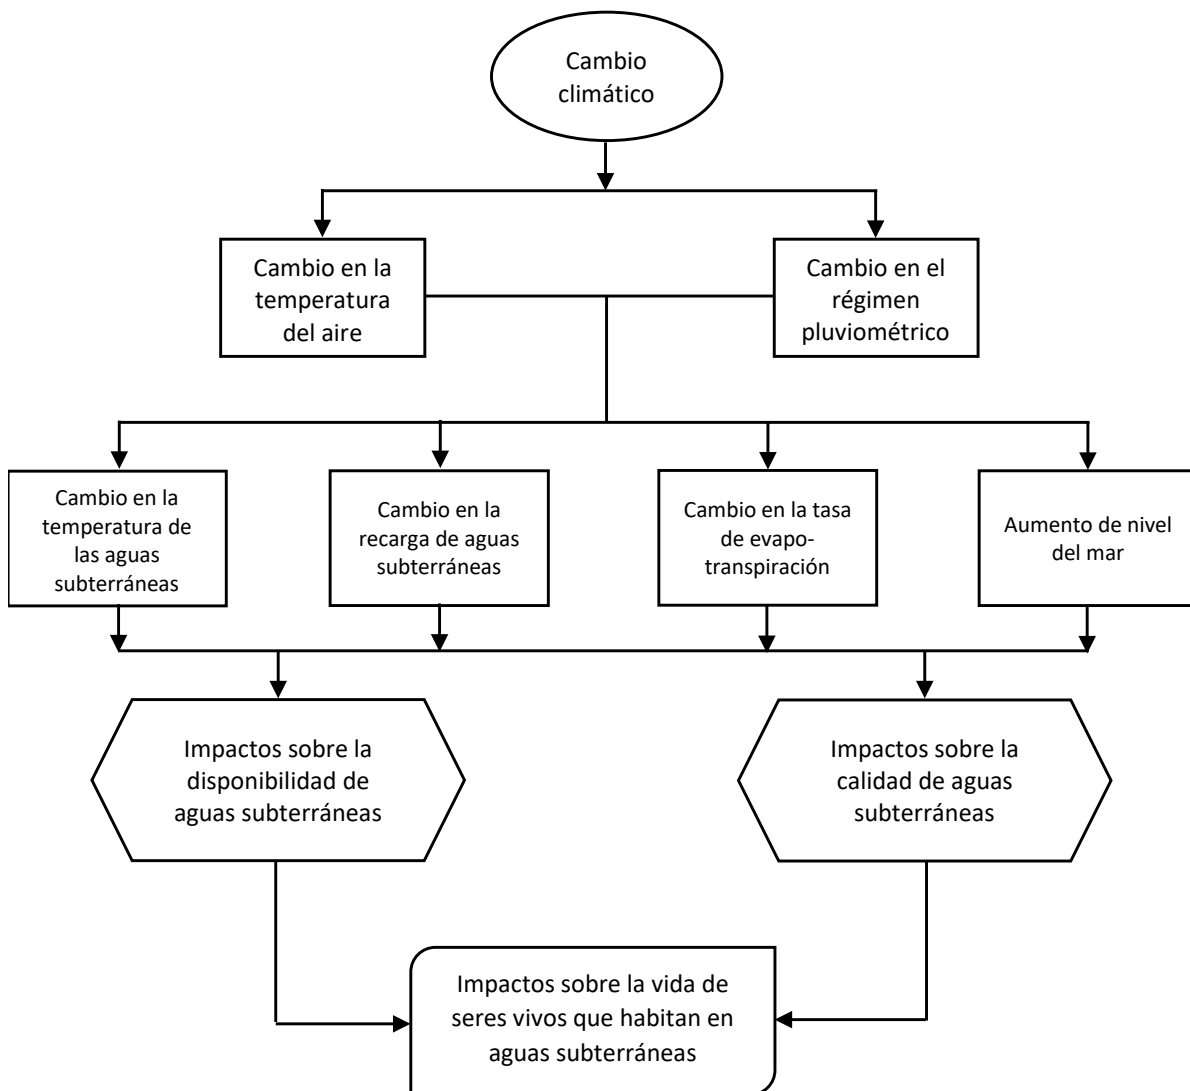 Cambio
climático
Cambio en la
temperatura
del aire
Cambio en el
régimen
pluviométrico
Cambio en la
temperatura de
las aguas
subterráneas
Cambio en la
recarga de aguas
subterráneas
Cambio en la tasa
de evapo-
transpiración
Aumento de nivel
del mar
Impactos sobre la
disponibilidad de
aguas subterráneas
Impactos sobre la
calidad de aguas
subterráneas
Impactos sobre la vida de
seres vivos que habitan en
aguas subterráneas